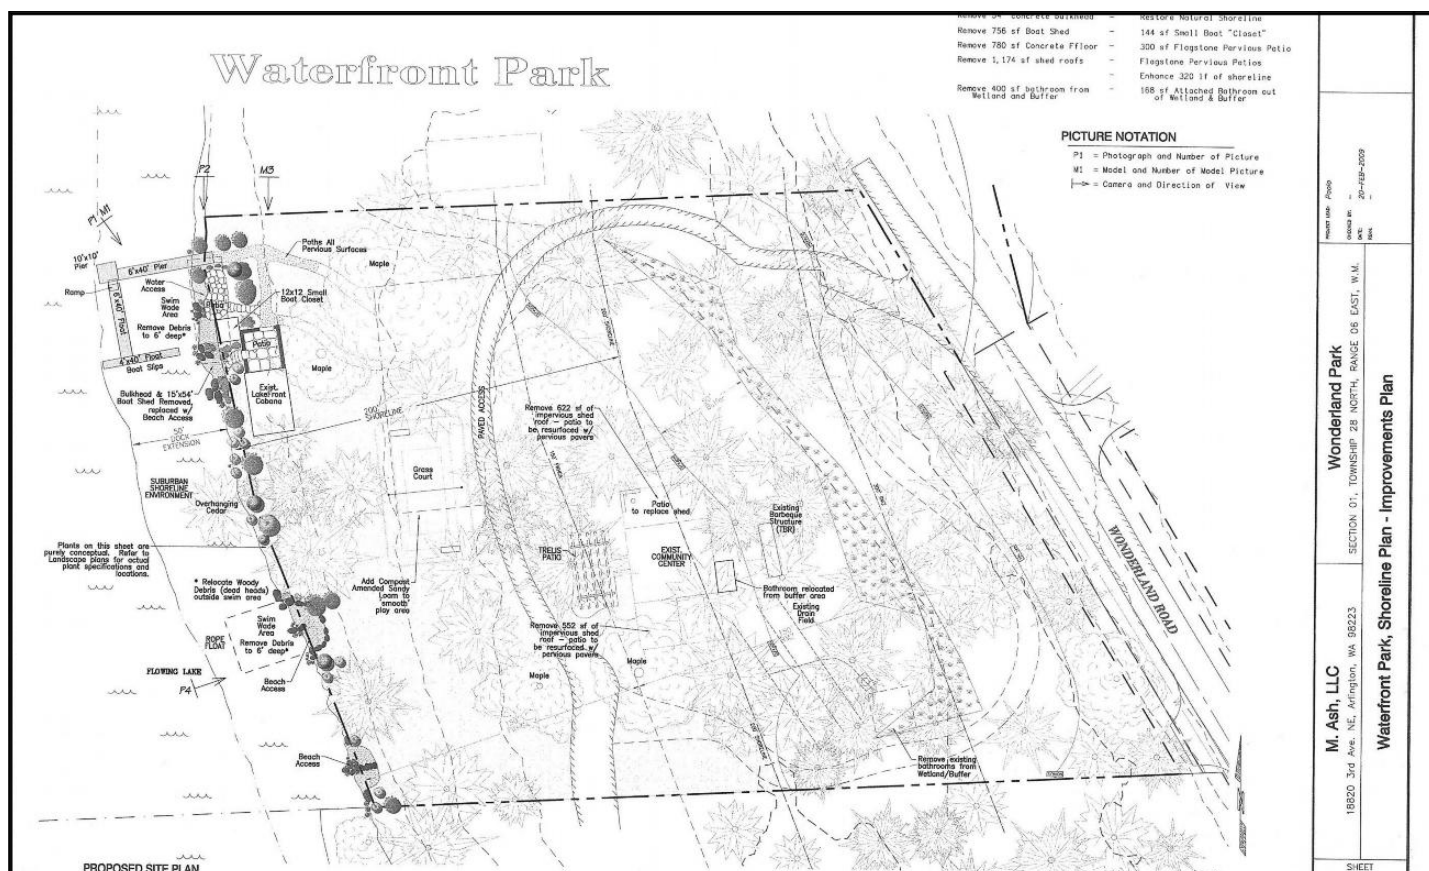 Waterfront Park
Remove 54' concrete bulkhead - Restore Natural Shoreline
Remove 756 sf Boat Shed - 144 sf Small Boat "Closet"
Remove 780 sf Concrete Ffloor - 300 sf Flagstone Pervious Patio
Remove 1,174 sf shed roofs - Flagstone Pervious Patios
- Enhance 320 lf of shoreline
Remove 400 sf bathroom from - 168 sf Attached Bathroom out
Wetland and Buffer of Wetland & Buffer
PICTURE NOTATION
P1 = Photograph and Number of Picture
M1 = Model and Number of Model Picture
= Camera and Direction of View
P2
M3
P1 M1
10'x10'
Pier
6'x40' Pier
Ramp
6'x40' Float
Water
Access
Swim
Wade
Area
Remove Debris
to 6' deep*
4'x40' Float
Boat Slips
Paths All
Pervious Surfaces
Maple
12x12 Small
Boat Closet
Patio
Maple
Exist.
Lakefront
Cabana
Bulkhead & 15'x54'
Boat Shed Removed,
replaced w/
Beach Access
50'
DOCK
EXTENSION
200'
SHORELINE
SUBURBAN
SHORELINE
ENVIRONMENT
Overhanging
Cedar
Plants on this sheet are
purely conceptual. Refer to
Landscape plans for actual
plant specifications and
locations.
* Relocate Woody
Debris (dead heads)
outside swim area
Swim
Wade
Area
Remove Debris
to 6' deep*
ROPE
FLOAT
FLOWING LAKE
P4
Beach
Access
Beach
Access
Grass
Court
Add Compost
Amended Sandy
Loam to
smooth
play area
PAVED ACCESS
Remove 622 sf of
impervious shed
roof - patio to
be resurfaced w/
pervious pavers
Patio
to replace shed
Existing
Barbeque
Structure
(TBR)
TRELIS
PATIO
EXIST.
COMMUNITY
CENTER
Bathroom relocated
from buffer area
Existing
Drain
Field
Remove 552 sf of
impervious shed
roof - patio to
be resurfaced w/
pervious pavers
Maple
Maple
Remove existing
bathrooms from
Wetland/Buffer
WONDERLAND ROAD
PROPOSED SITE PLAN
20-FEB-2009
Wonderland Park
SECTION 01, TOWNSHIP 28 NORTH, RANGE 06 EAST, W.M.
M. Ash, LLC
18820 3rd Ave. NE, Arlington, WA 98223
Waterfront Park, Shoreline Plan - Improvements Plan
SHEET